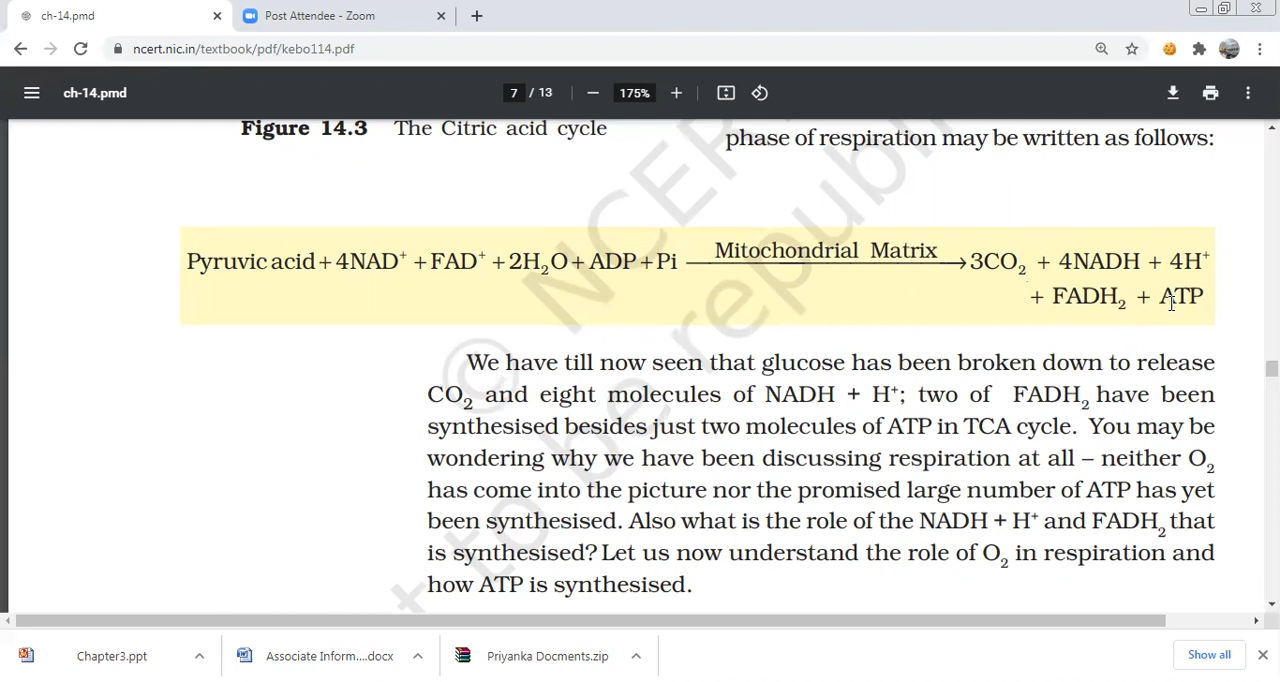 ch-14.pmd
Post Attendee - Zoom
ncert.nic.in/textbook/pdf/kebo114.pdf
ch-14.pmd
7 / 13
175%
Figure 14.3 The Citric acid cycle
phase of respiration may be written as follows:
Pyruvic acid + 4NAD⁺ + FAD⁺ + 2H₂O + ADP + Pi ⟶ 3CO₂ + 4NADH + 4H⁺
Mitochondrial Matrix
+ FADH₂ + ATP
We have till now seen that glucose has been broken down to release
CO₂ and eight molecules of NADH + H⁺; two of FADH₂ have been
synthesised besides just two molecules of ATP in TCA cycle. You may be
wondering why we have been discussing respiration at all – neither O₂
has come into the picture nor the promised large number of ATP has yet
been synthesised. Also what is the role of the NADH + H⁺ and FADH₂ that
is synthesised? Let us now understand the role of O₂ in respiration and
how ATP is synthesised.
© NCER
be republi
t to
Chapter3.ppt
Associate Inform....docx
Priyanka Docments.zip
Show all